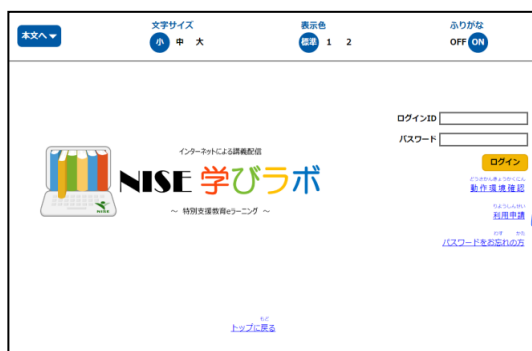 本文へ
文字サイズ
小 中 大
表示色
標準 1 2
ふりがな
OFF ON
ログインID
パスワード
ログイン
インターネットによる講義配信
NISE 学びラボ
～ 特別支援教育eラーニング ～
NISE
どうさかんきょうかくにん
動作環境確認
りようしんせい
利用申請
わす かた
パスワードをお忘れの方
もど
トップに戻る